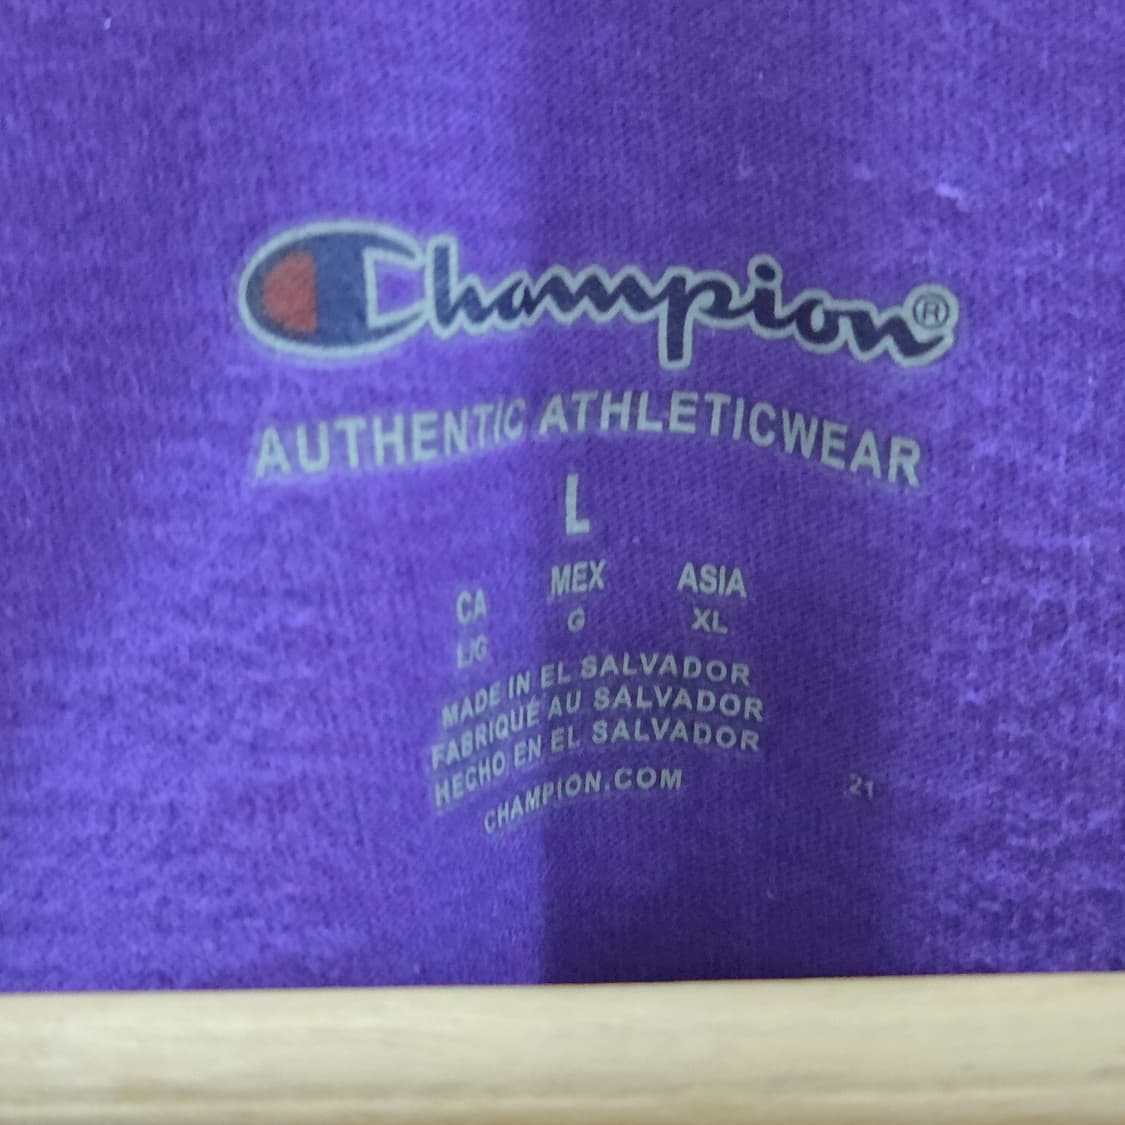 Champion®
AUTHENTIC ATHLETICWEAR
L
CA MEX ASIA
L/G G XL
MADE IN EL SALVADOR
FABRIQUÉ AU SALVADOR
HECHO EN EL SALVADOR
CHAMPION.COM
21